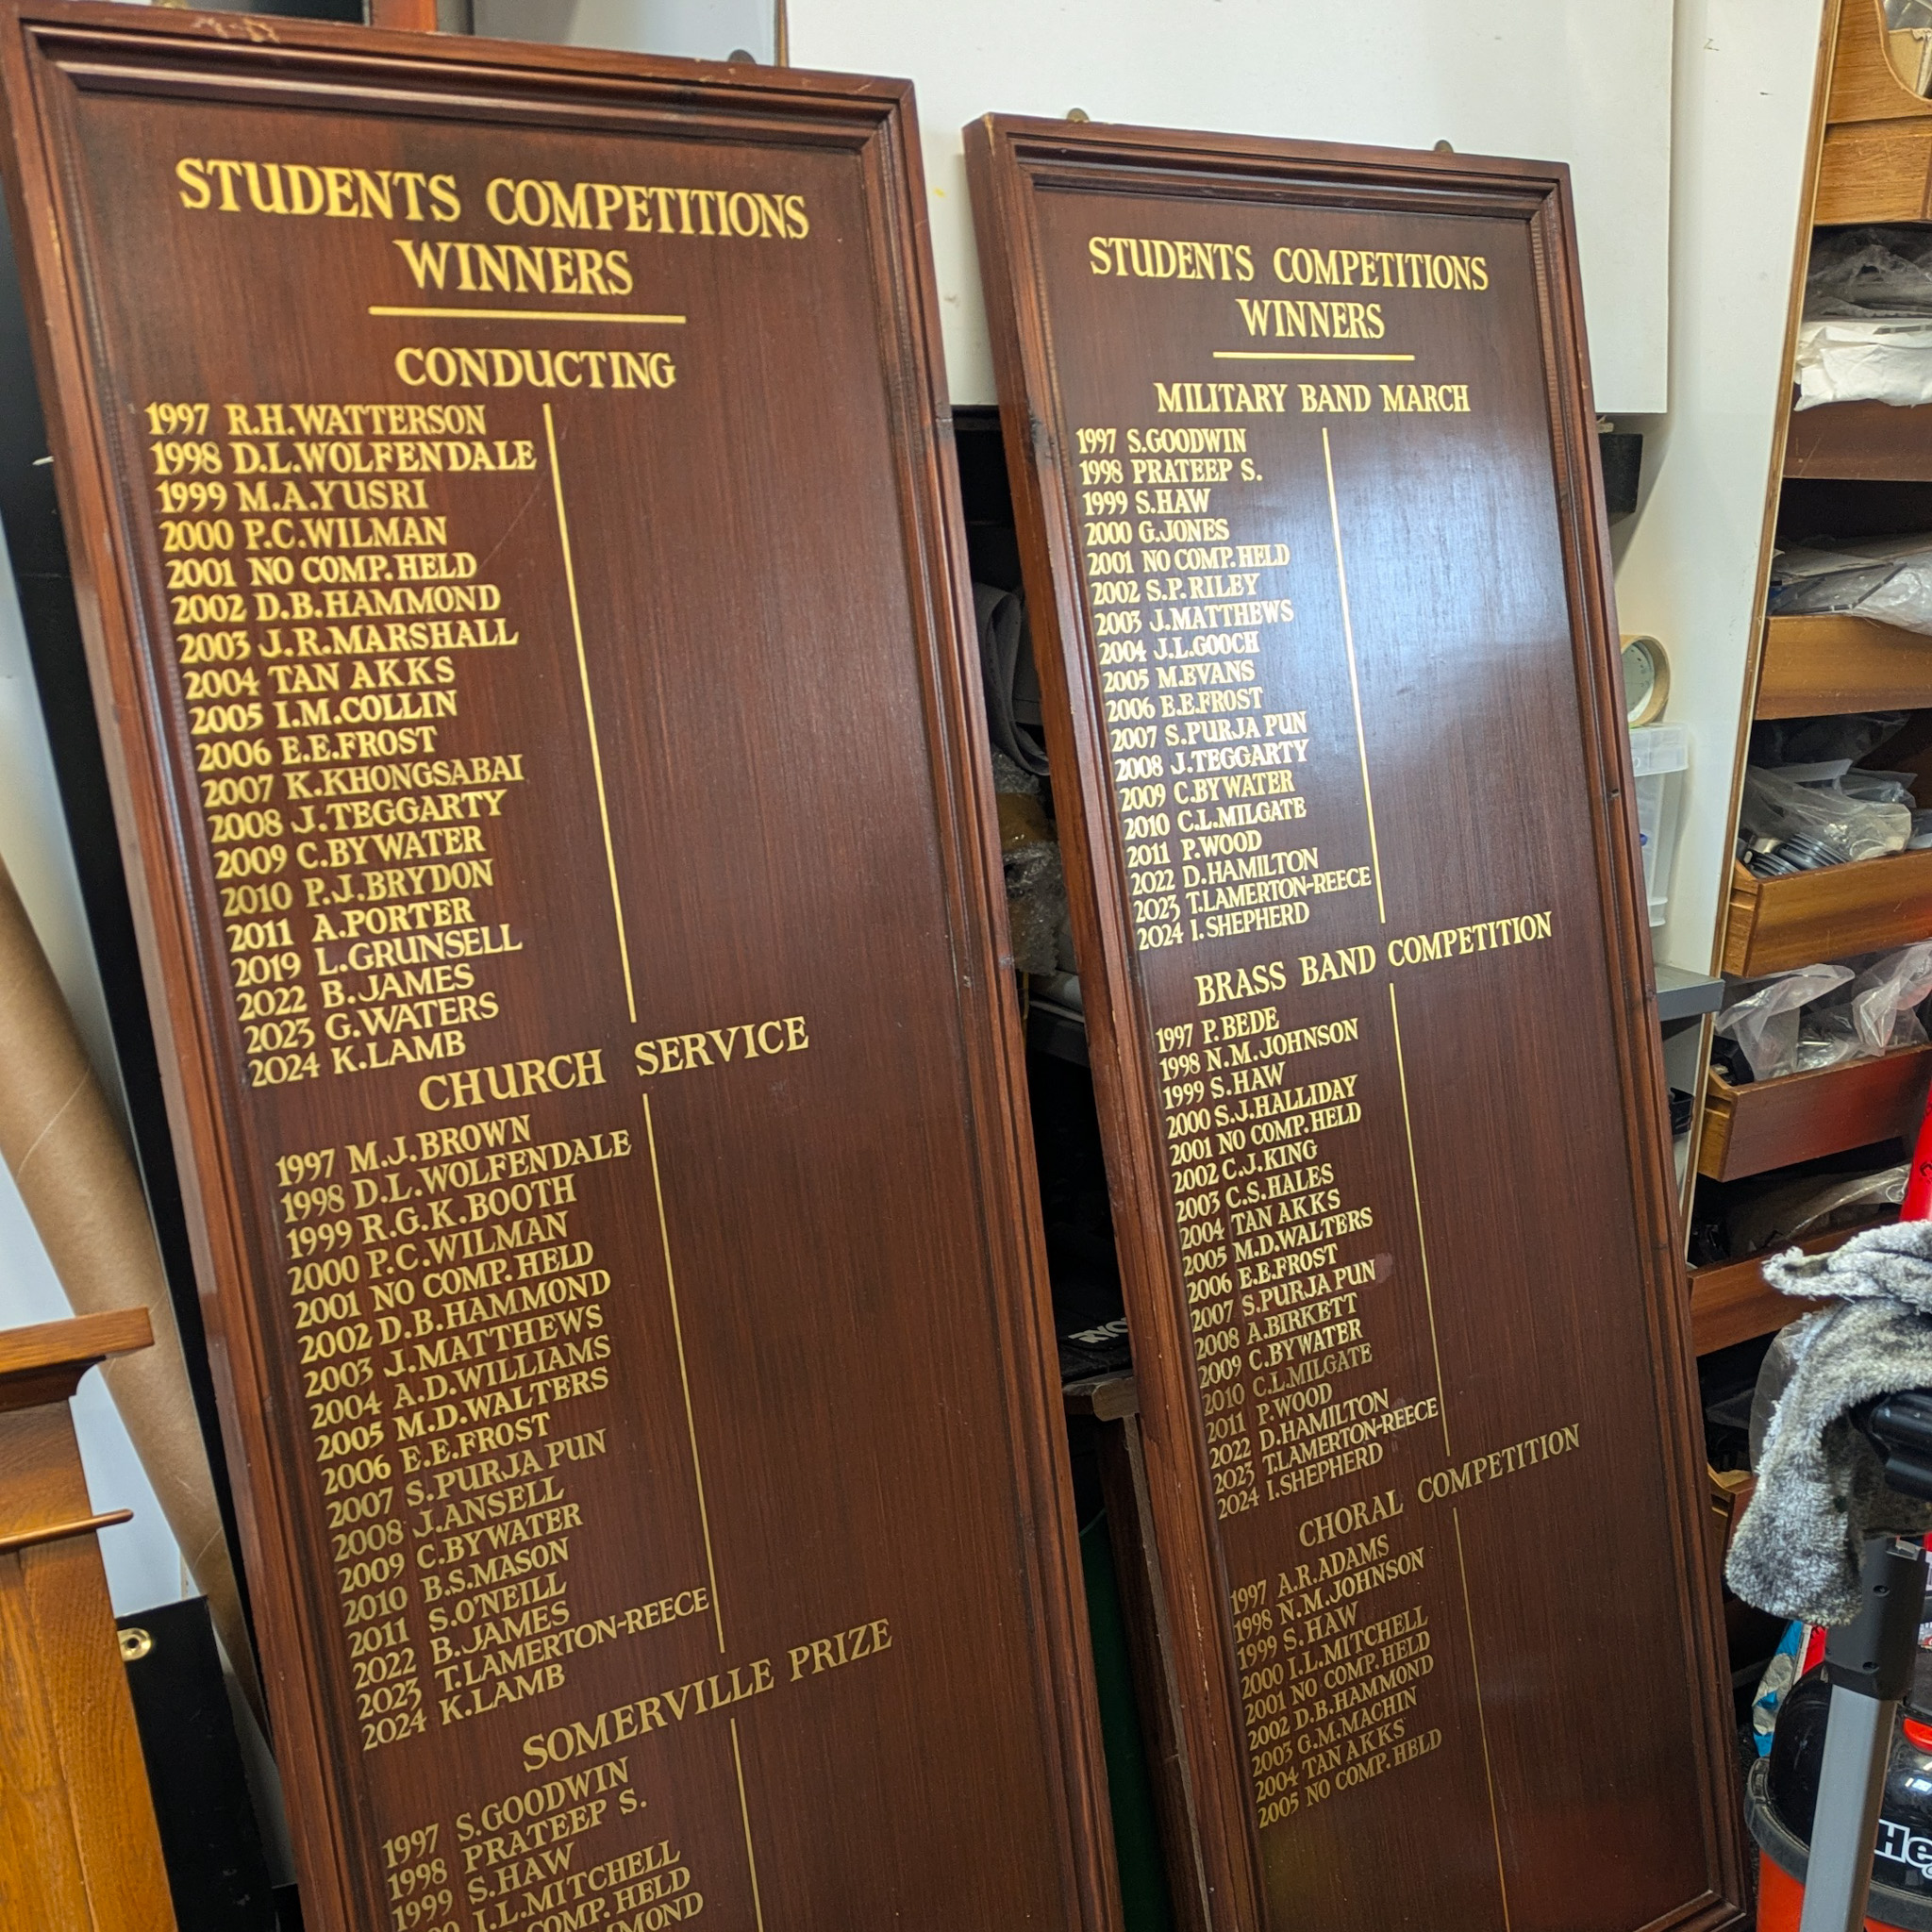 STUDENTS COMPETITIONS
WINNERS
CONDUCTING
1997 R.H.WATTERSON
1998 D.L.WOLFENDALE
1999 M.A.YUSRI
2000 P.C.WILMAN
2001 NO COMP.HELD
2002 D.B.HAMMOND
2003 J.R.MARSHALL
2004 TAN AKKS
2005 I.M.COLLIN
2006 E.E.FROST
2007 K.KHONGSABAI
2008 J.TEGGARTY
2009 C.BYWATER
2010 P.J.BRYDON
2011 A.PORTER
2019 L.GRUNSELL
2022 B.JAMES
2023 G.WATERS
2024 K.LAMB
CHURCH SERVICE
1997 M.J.BROWN
1998 D.L.WOLFENDALE
1999 R.G.K.BOOTH
2000 P.C.WILMAN
2001 NO COMP.HELD
2002 D.B.HAMMOND
2003 J.MATTHEWS
2004 A.D.WILLIAMS
2005 M.D.WALTERS
2006 E.E.FROST
2007 S.PURJA PUN
2008 J.ANSELL
2009 C.BYWATER
2010 B.S.MASON
2011 S.O'NEILL
2022 B.JAMES
2023 T.LAMERTON-REECE
2024 K.LAMB
SOMERVILLE PRIZE
1997 S.GOODWIN
1998 PRATEEP S.
1999 S.HAW
I.L.MITCHELL
COMP.HELD
STUDENTS COMPETITIONS
WINNERS
MILITARY BAND MARCH
1997 S.GOODWIN
1998 PRATEEP S.
1999 S.HAW
2000 G.JONES
2001 NO COMP.HELD
2002 S.P.RILEY
2003 J.MATTHEWS
2004 J.L.GOOCH
2005 M.EVANS
2006 E.E.FROST
2007 S.PURJA PUN
2008 J.TEGGARTY
2009 C.BYWATER
2010 C.L.MILGATE
2011 P.WOOD
2022 D.HAMILTON
2023 T.LAMERTON-REECE
2024 I.SHEPHERD
BRASS BAND COMPETITION
1997 P.BEDE
1998 N.M.JOHNSON
1999 S.HAW
2000 S.J.HALLIDAY
2001 NO COMP.HELD
2002 C.J.KING
2003 C.S.HALES
2004 TAN AKKS
2005 M.D.WALTERS
2006 E.E.FROST
2007 S.PURJA PUN
2008 A.BIRKETT
2009 C.BYWATER
2010 C.L.MILGATE
2011 P.WOOD
2022 D.HAMILTON
2023 T.LAMERTON-REECE
2024 I.SHEPHERD
CHORAL COMPETITION
1997 A.R.ADAMS
1998 N.M.JOHNSON
1999 S.HAW
2000 I.L.MITCHELL
2001 NO COMP.HELD
2002 D.B.HAMMOND
2003 G.M.MACHIN
2004 TAN AKKS
2005 NO COMP.HELD